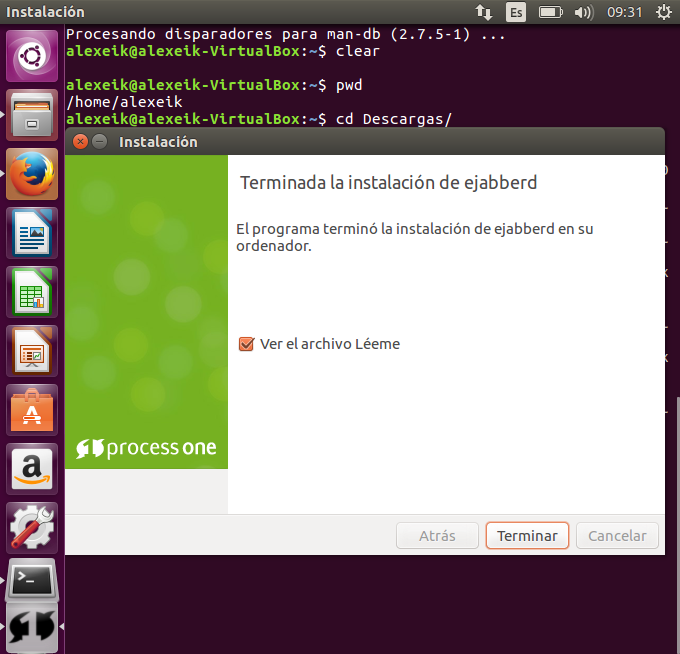 Instalación
Es
09:31
Procesando disparadores para man-db (2.7.5-1) ...
alexeik@alexeik-VirtualBox:~$ clear
alexeik@alexeik-VirtualBox:~$ pwd
/home/alexeik
alexeik@alexeik-VirtualBox:~$ cd Descargas/
Instalación
Terminada la instalación de ejabberd
El programa terminó la instalación de ejabberd en su
ordenador.
Ver el archivo Léeme
process one
Atrás
Terminar
Cancelar